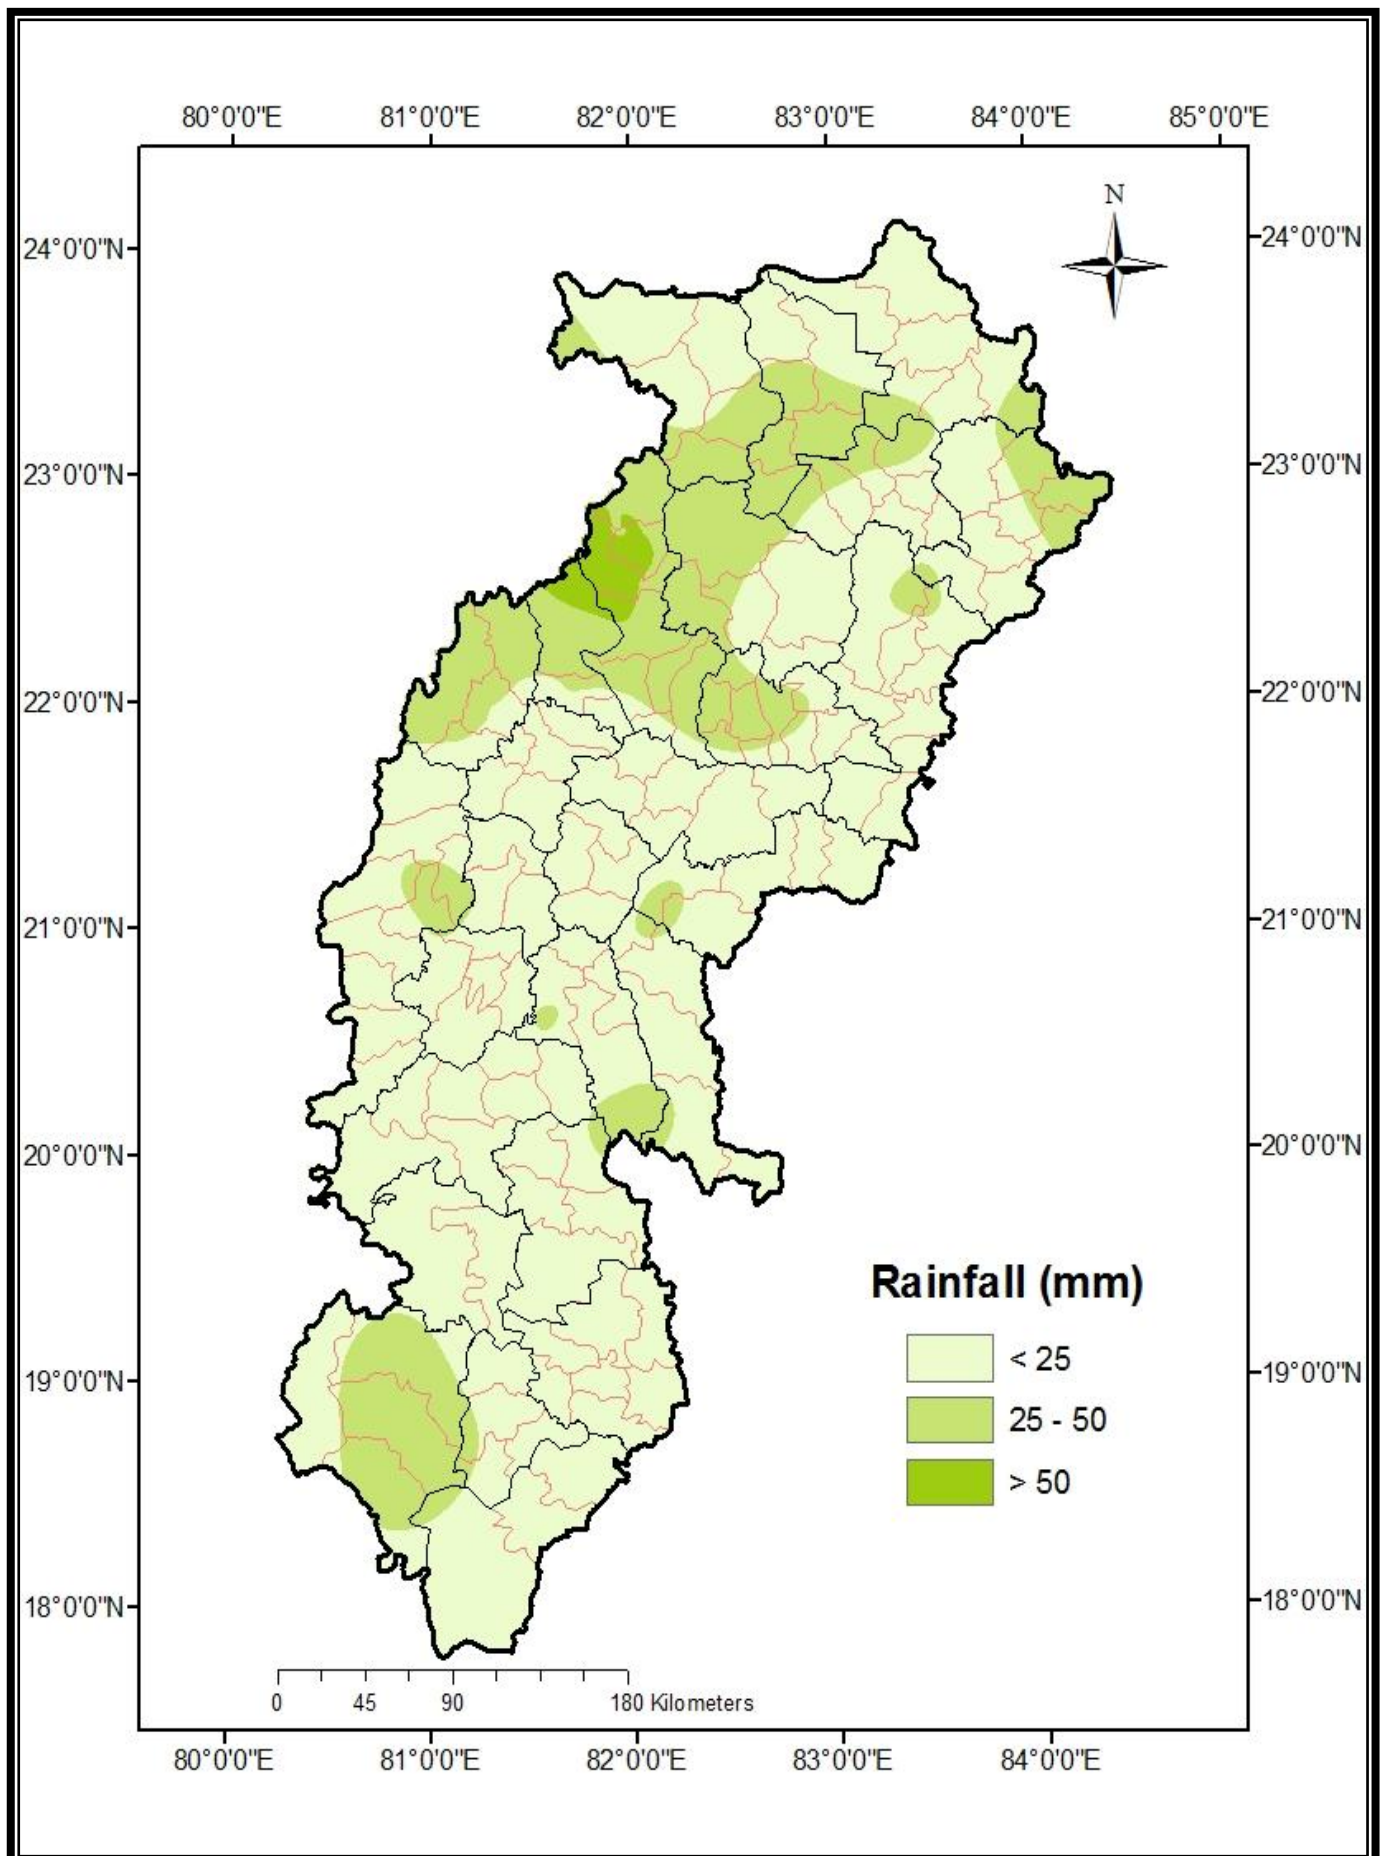 80°0'0"E 81°0'0"E 82°0'0"E 83°0'0"E 84°0'0"E 85°0'0"E
N
24°0'0"N 24°0'0"N
23°0'0"N 23°0'0"N
22°0'0"N 22°0'0"N
21°0'0"N 21°0'0"N
20°0'0"N 20°0'0"N
Rainfall (mm)
< 25
19°0'0"N 19°0'0"N
25 - 50
> 50
18°0'0"N 18°0'0"N
0 45 90 180 Kilometers
80°0'0"E 81°0'0"E 82°0'0"E 83°0'0"E 84°0'0"E